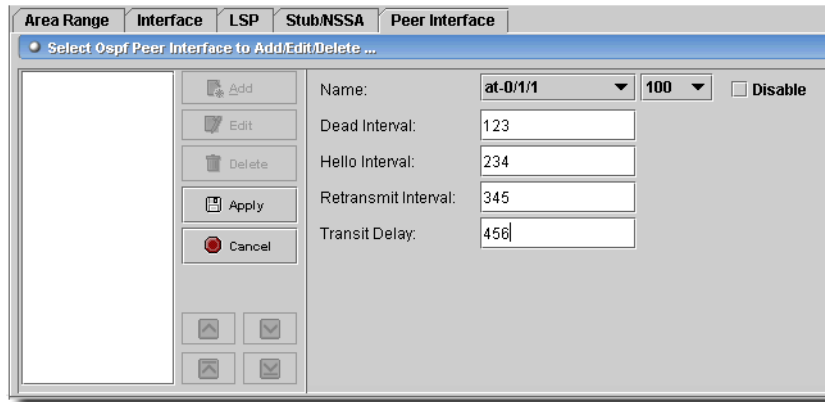 Area Range Interface LSP Stub/NSSA Peer Interface
Select Ospf Peer Interface to Add/Edit/Delete ...
Add
Edit
Delete
Apply
Cancel
Name: at-0/1/1 100 Disable
Dead Interval: 123
Hello Interval: 234
Retransmit Interval: 345
Transit Delay: 456